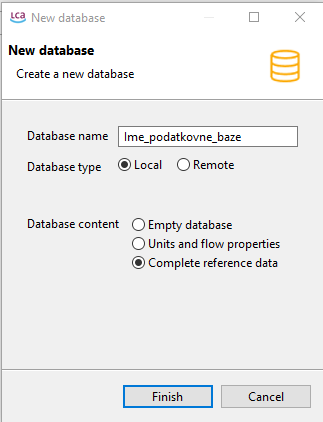 LCA New database
New database
Create a new database
Database name Ime_podatkovne_baze
Database type Local Remote
Database content Empty database
Units and flow properties
Complete reference data
Finish Cancel